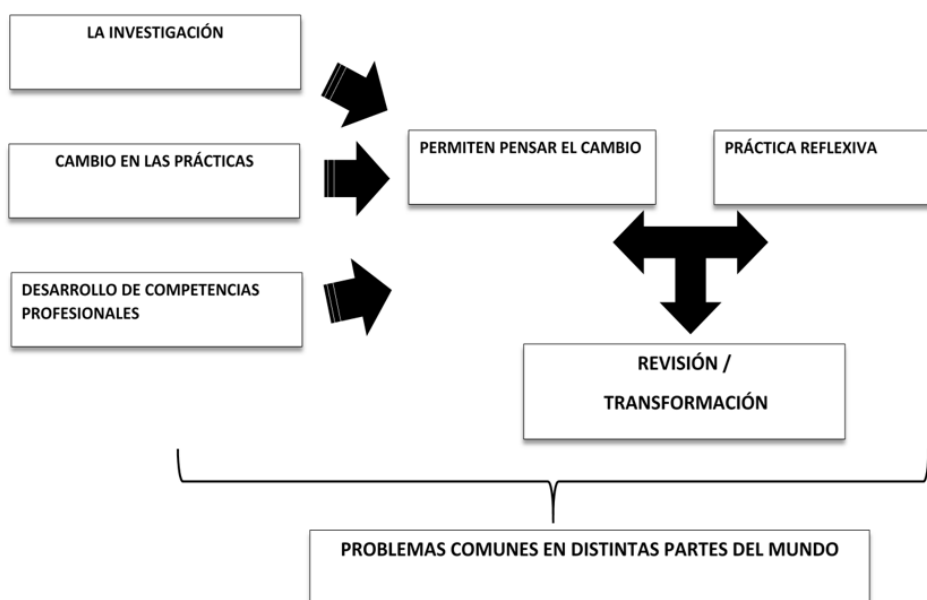 LA INVESTIGACIÓN
CAMBIO EN LAS PRÁCTICAS
DESARROLLO DE COMPETENCIAS
PROFESIONALES
PERMITEN PENSAR EL CAMBIO
PRÁCTICA REFLEXIVA
REVISIÓN /
TRANSFORMACIÓN
PROBLEMAS COMUNES EN DISTINTAS PARTES DEL MUNDO